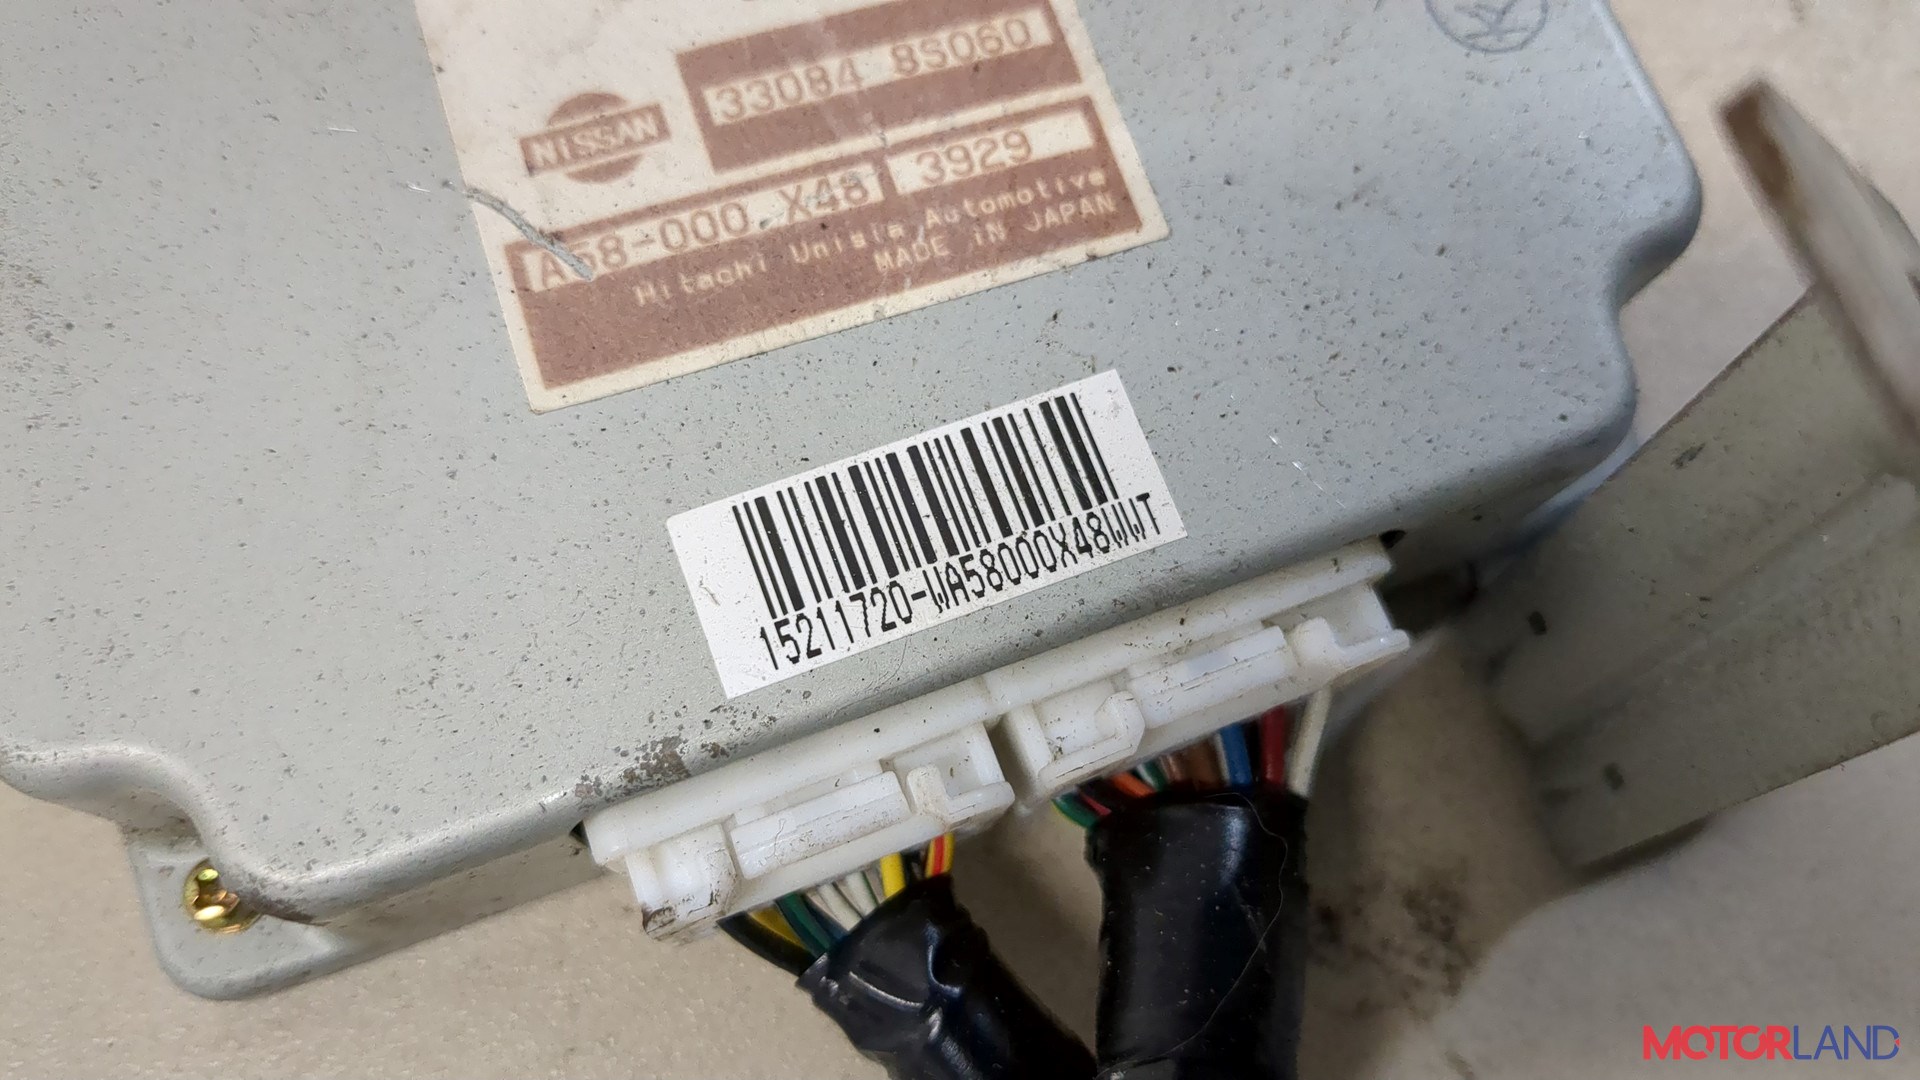 33084 8S060
NISSAN
A58-000 X48 3929
Hitachi Unisia Automotive
MADE IN JAPAN
15211720-WA58000X48WWT
MOTORLAND